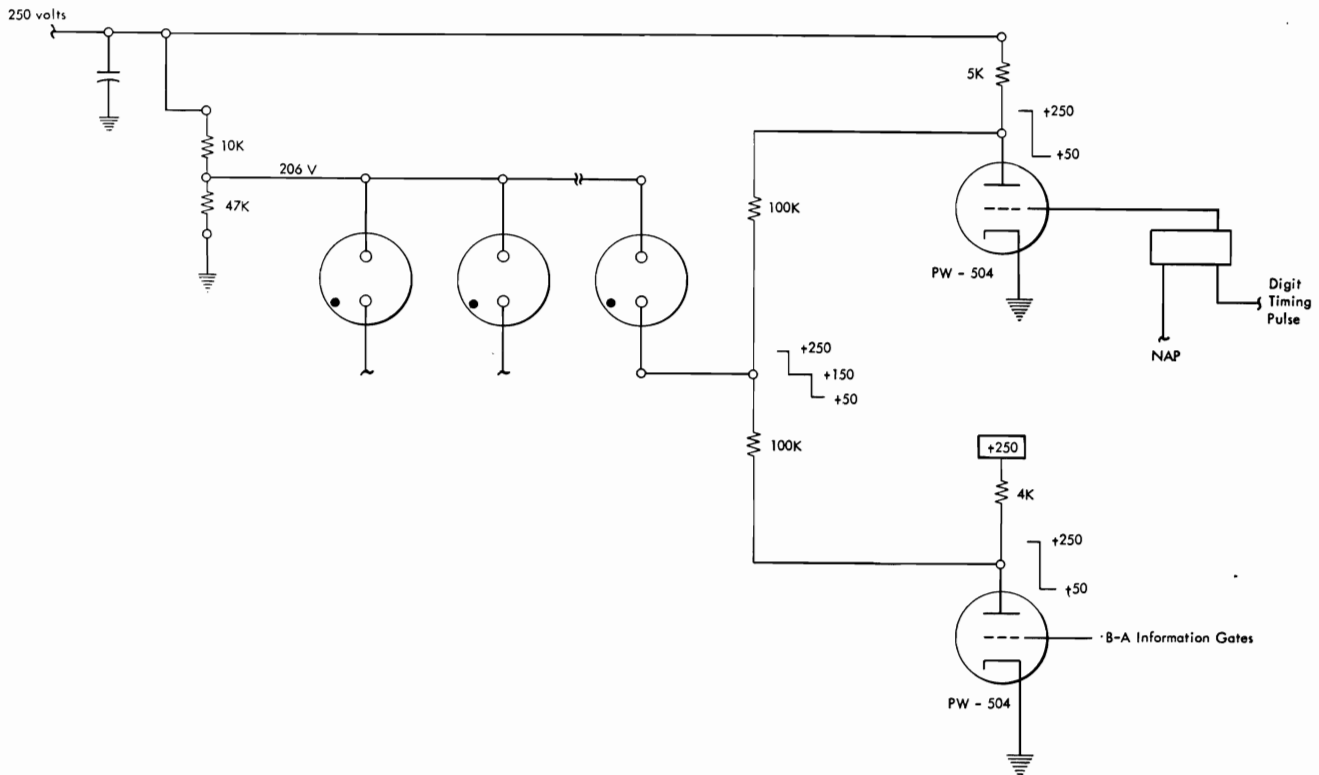 250 volts
5K
+250
+50
10K
206 V
47K
100K
PW - 504
Digit
Timing
Pulse
NAP
+250
+150
+50
100K
+250
4K
+250
+50
B-A Information Gates
PW - 504